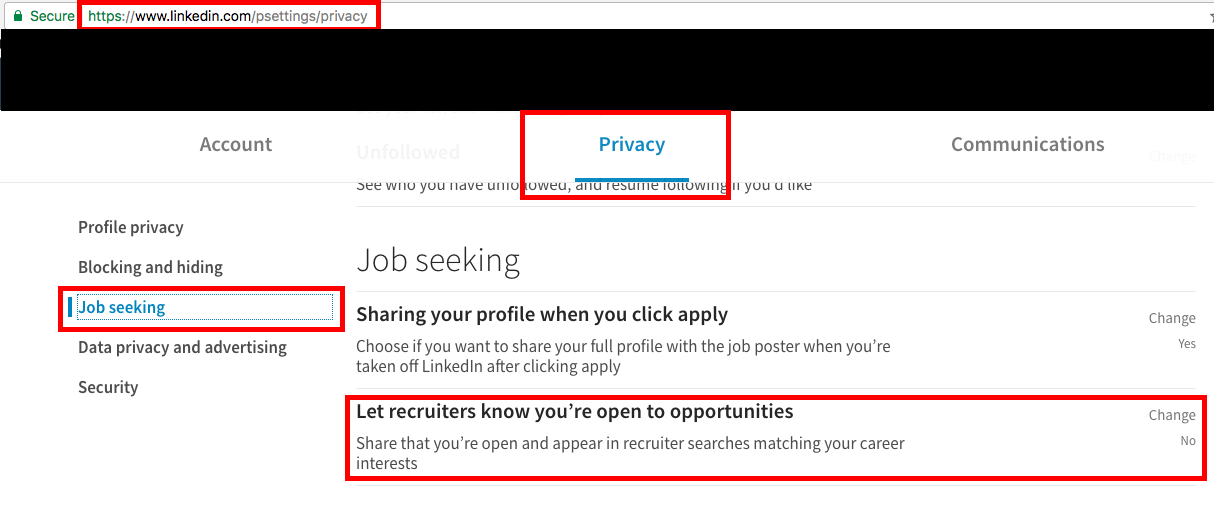 Secure https://www.linkedin.com/psettings/privacy
Account Privacy Communications
Unfollowed Change
See who you have unfollowed, and resume following if you'd like
Profile privacy
Blocking and hiding
Job seeking
Data privacy and advertising
Security
Job seeking
Sharing your profile when you click apply
Change
Choose if you want to share your full profile with the job poster when you’re
taken off LinkedIn after clicking apply
Yes
Let recruiters know you’re open to opportunities
Change
Share that you’re open and appear in recruiter searches matching your career
interests
No